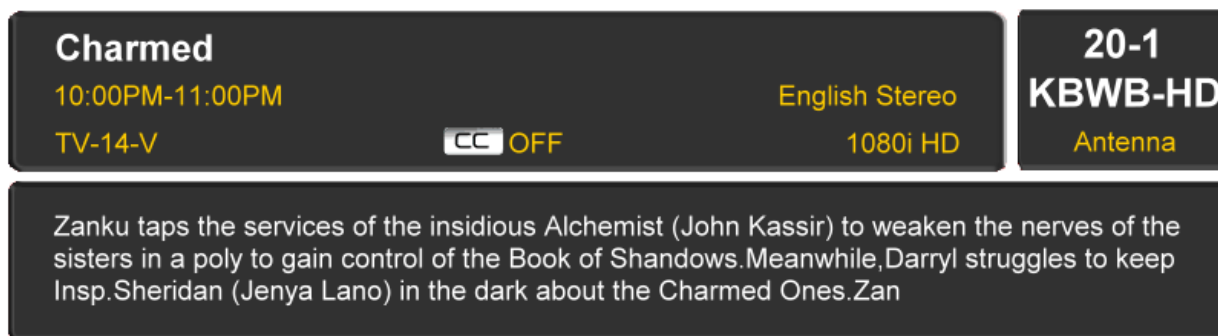 Charmed
10:00PM-11:00PM
English Stereo
TV-14-V
CC OFF
1080i HD
20-1
KBWB-HD
Antenna
Zanku taps the services of the insidious Alchemist (John Kassir) to weaken the nerves of the
sisters in a poly to gain control of the Book of Shandows.Meanwhile,Darryl struggles to keep
Insp.Sheridan (Jenya Lano) in the dark about the Charmed Ones.Zan